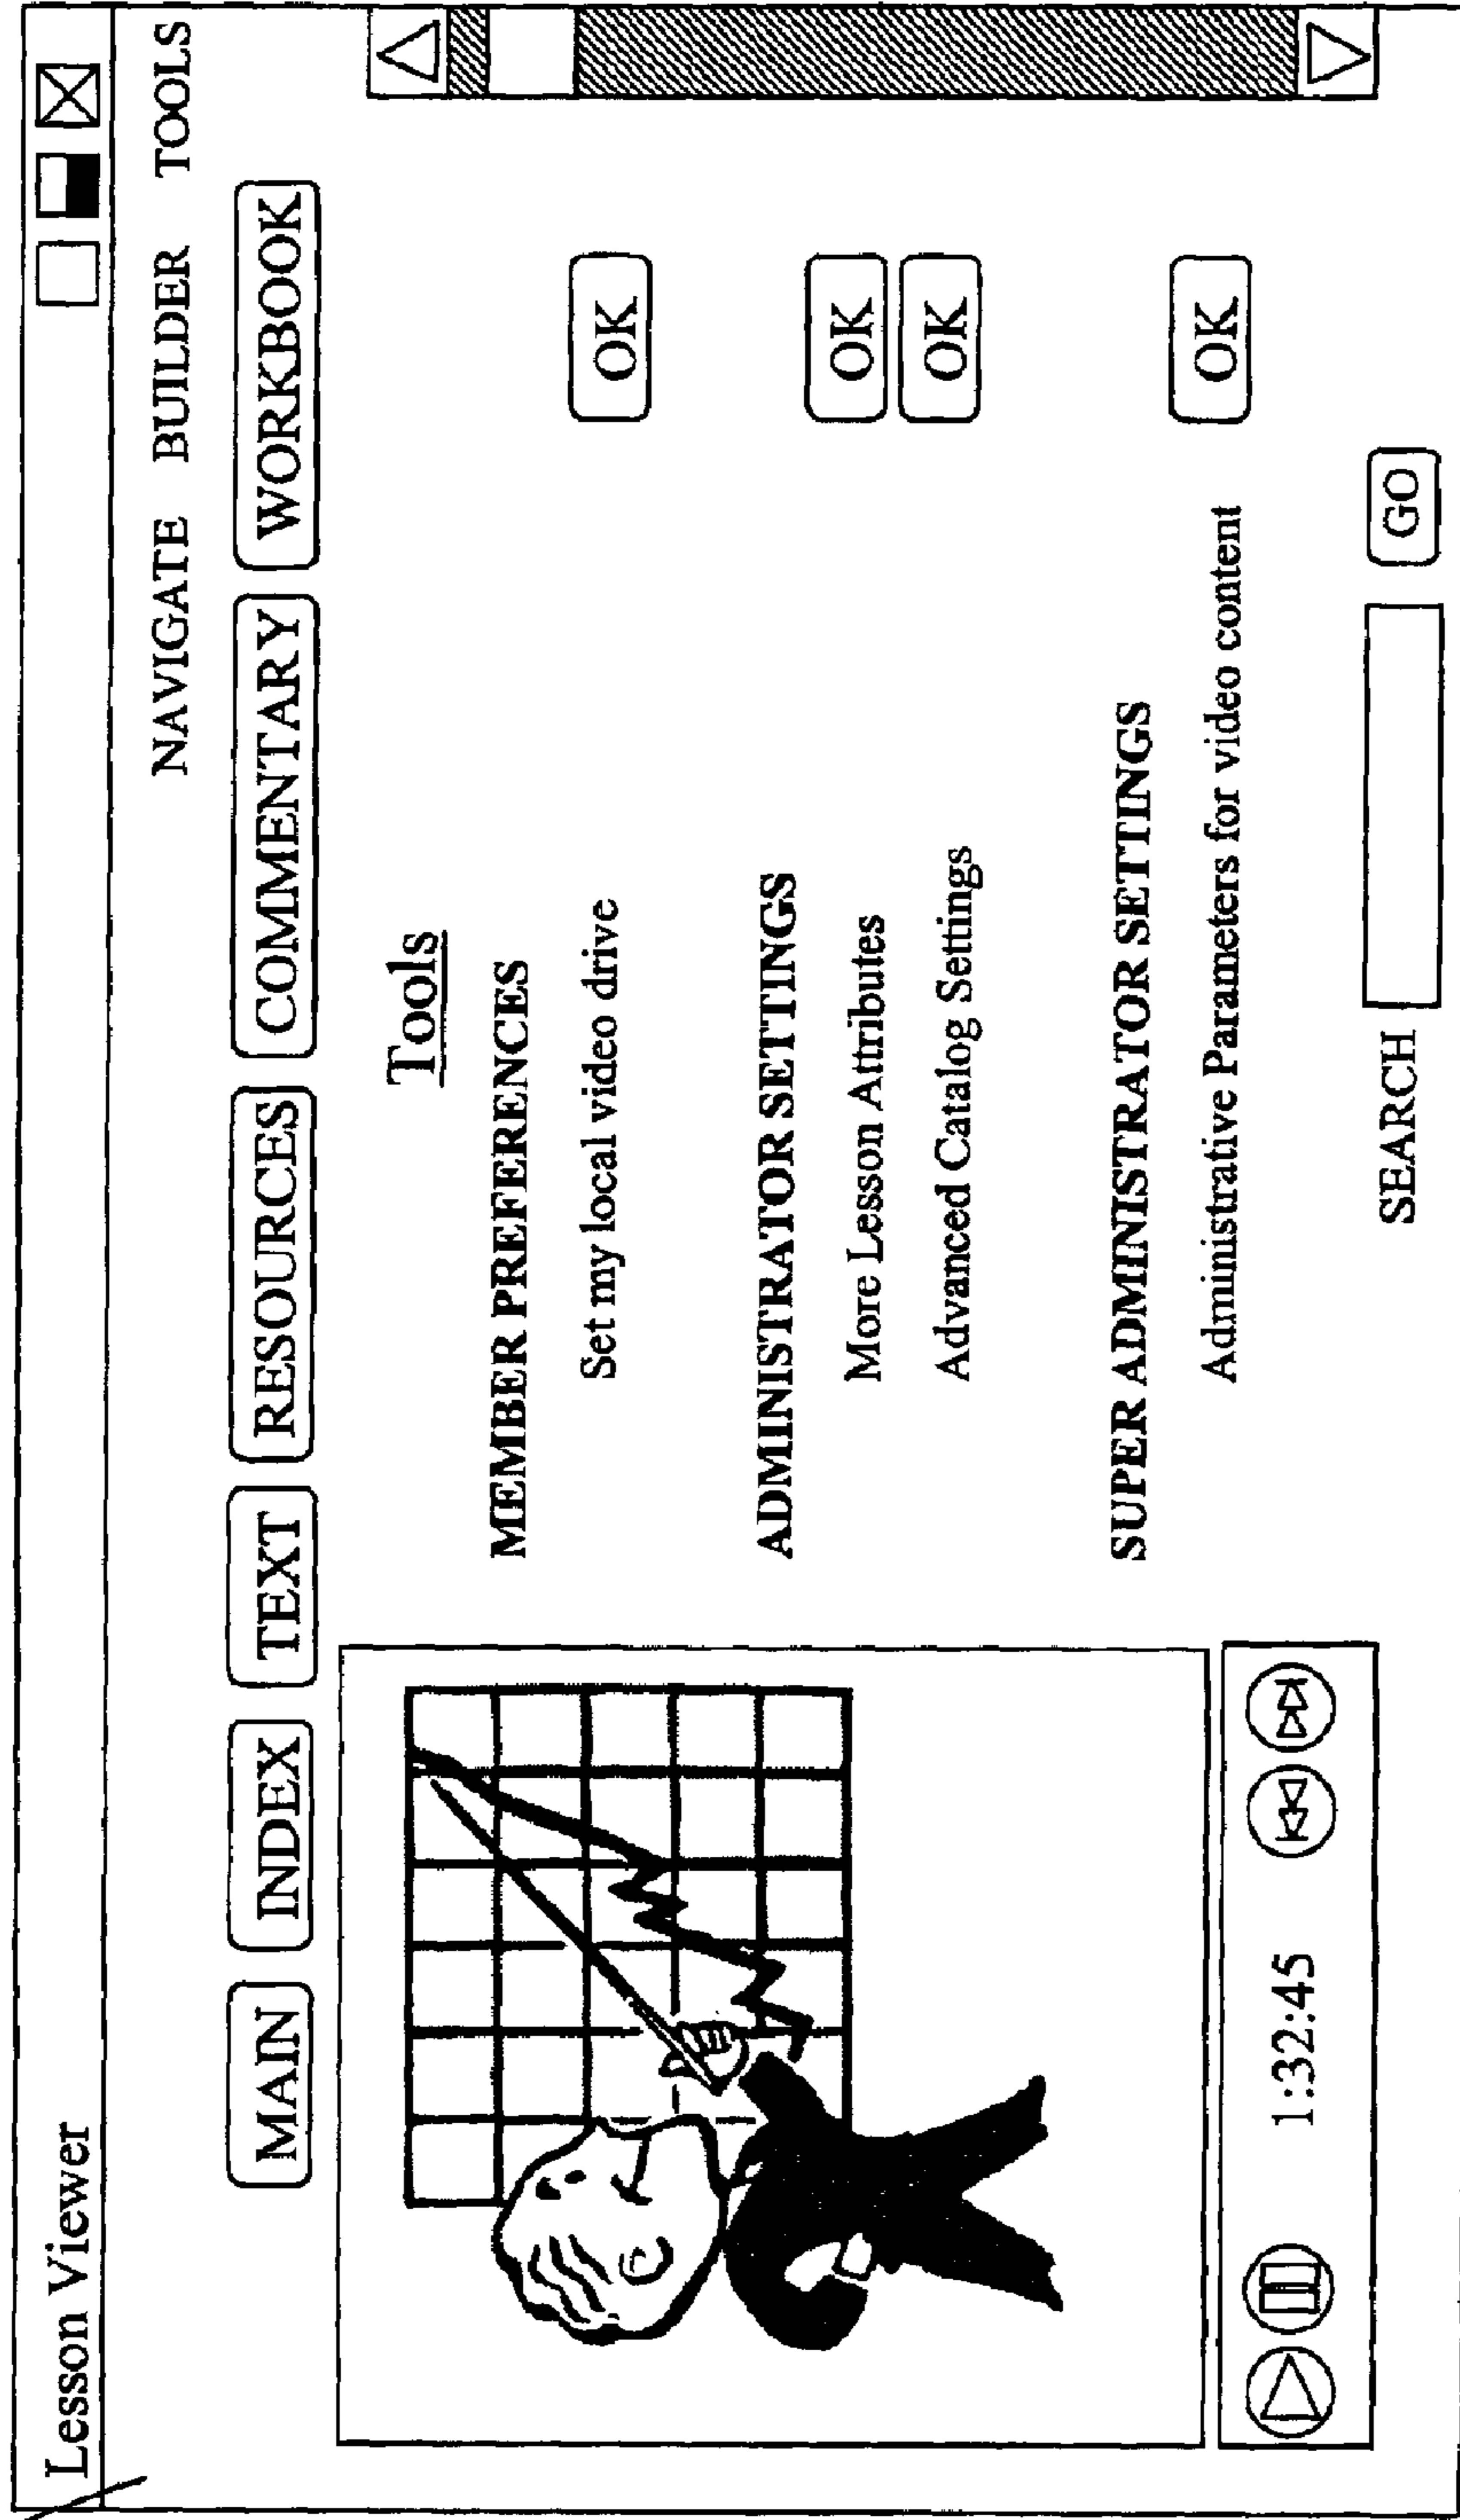 Lesson Viewer
NAVIGATE BUILDER TOOLS
MAIN INDEX TEXT RESOURCES COMMENTARY WORKBOOK
Tools
MEMBER PREFERENCES
Set my local video drive OK
ADMINISTRATOR SETTINGS
More Lesson Attributes OK
Advanced Catalog Settings OK
SUPER ADMINISTRATOR SETTINGS
Administrative Parameters for video content OK
1:32:45
SEARCH GO